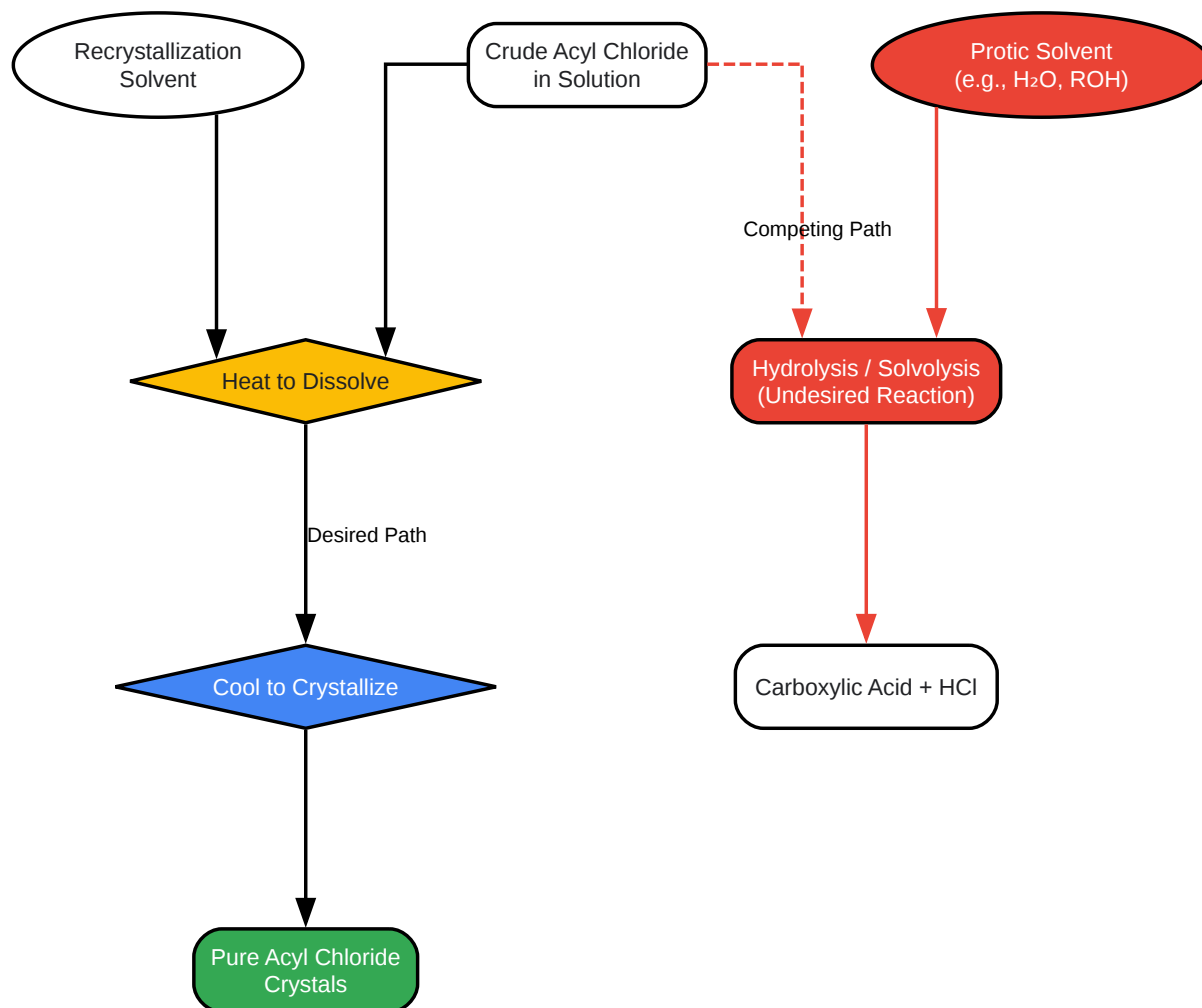 Recrystallization
Solvent
Crude Acyl Chloride
in Solution
Protic Solvent
(e.g., H₂O, ROH)
Competing Path
Heat to Dissolve
Hydrolysis / Solvolysis
(Undesired Reaction)
Desired Path
Cool to Crystallize
Carboxylic Acid + HCl
Pure Acyl Chloride
Crystals